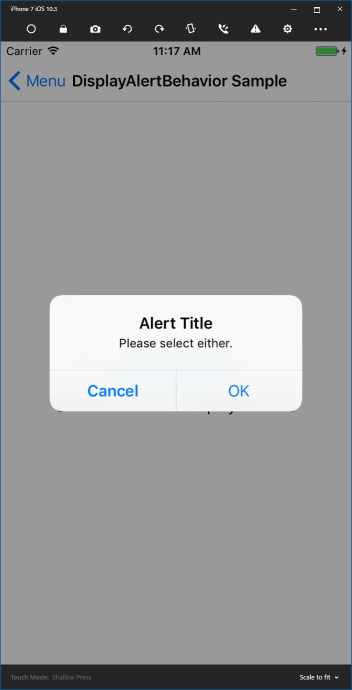 iPhone 7 iOS 10.3
Carrier 11:17 AM
Menu DisplayAlertBehavior Sample
Alert Title
Please select either.
Cancel OK
Touch Mode: Shallow Press Scale to fit